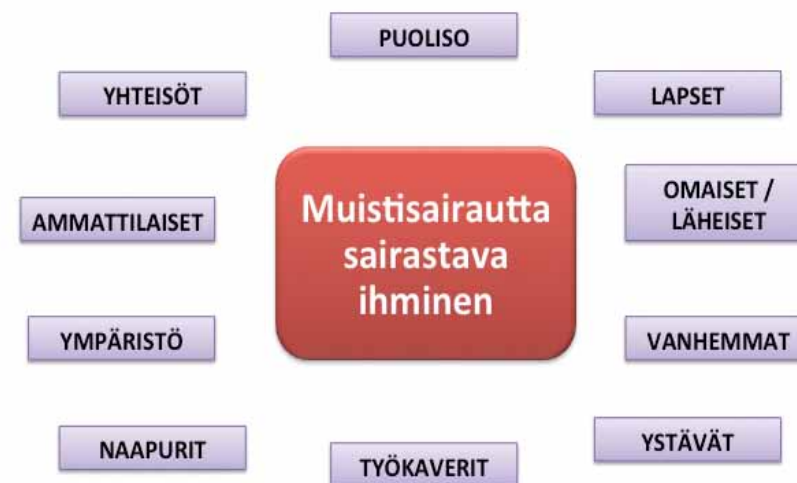 PUOLISO
YHTEISÖT
LAPSET
AMMATTILAISET
Muistisairautta
sairastava
ihminen
OMAISET /
LÄHEISET
YMPÄRISTÖ
VANHEMMAT
NAAPURIT
TYÖKAVERIT
YSTÄVÄT